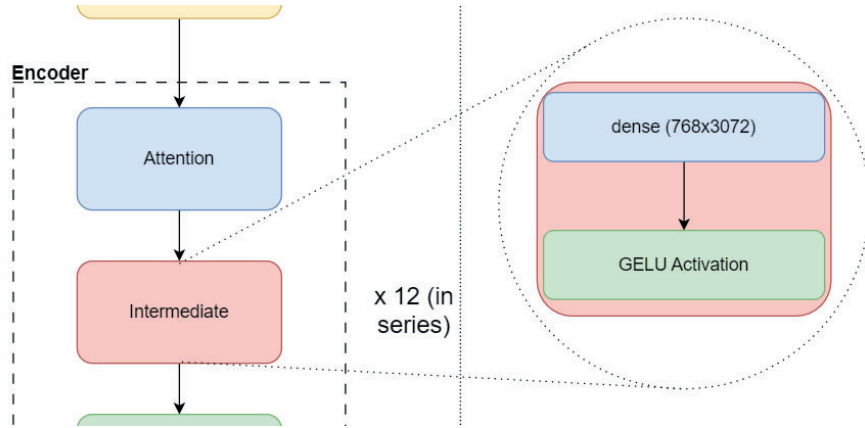 Encoder
Attention
Intermediate
x 12 (in
series)
dense (768x3072)
GELU Activation